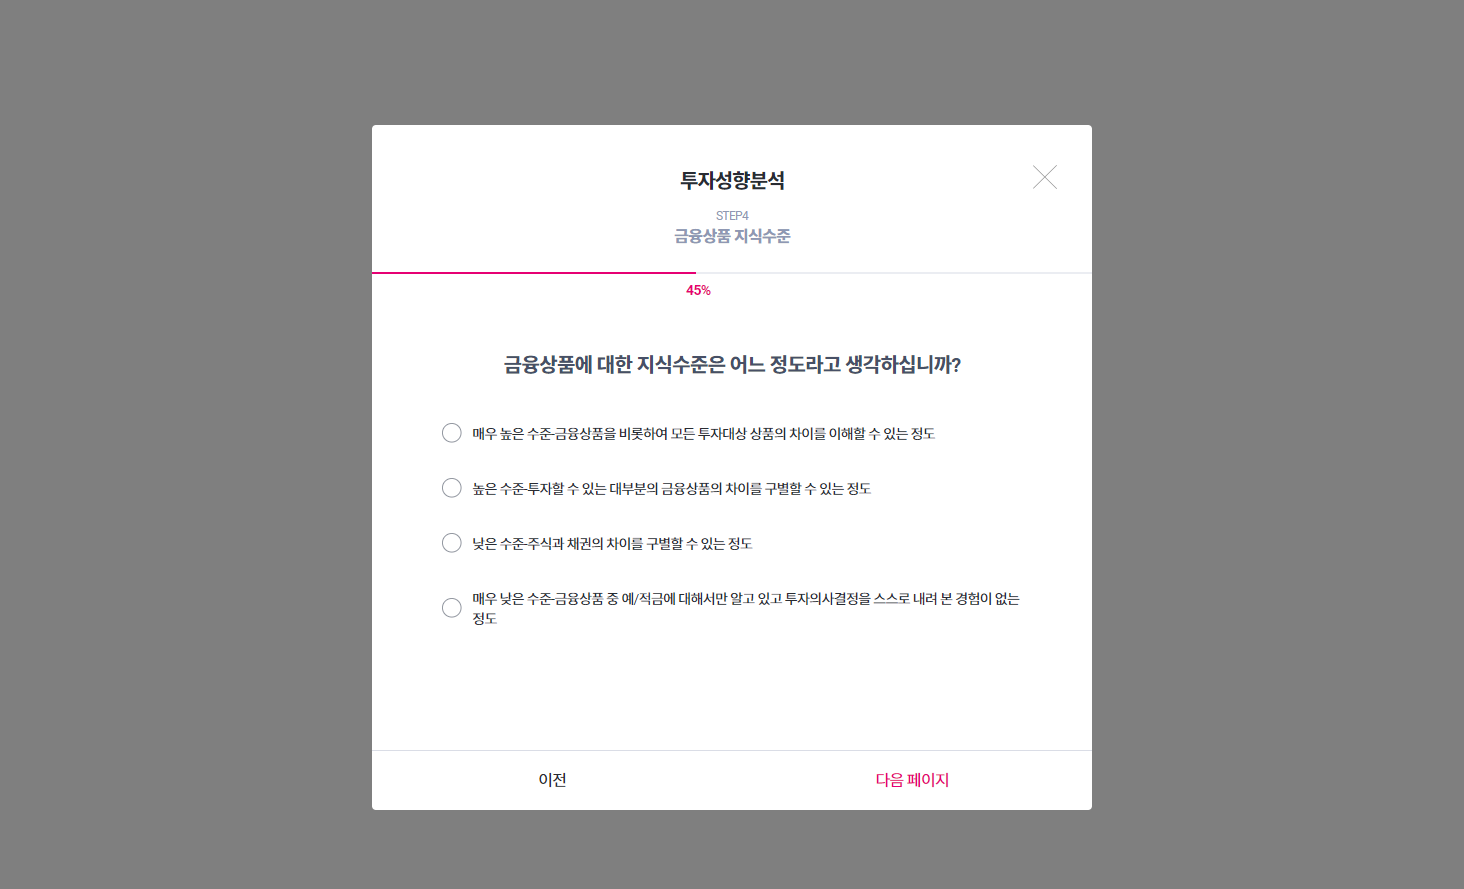 투자성향분석
STEP4
금융상품 지식수준
45%
금융상품에 대한 지식수준은 어느 정도라고 생각하십니까?
매우 높은 수준-금융상품을 비롯하여 모든 투자대상 상품의 차이를 이해할 수 있는 정도
높은 수준-투자할 수 있는 대부분의 금융상품의 차이를 구별할 수 있는 정도
낮은 수준-주식과 채권의 차이를 구별할 수 있는 정도
매우 낮은 수준-금융상품 중 예/적금에 대해서만 알고 있고 투자의사결정을 스스로 내려 본 경험이 없는
정도
이전
다음 페이지